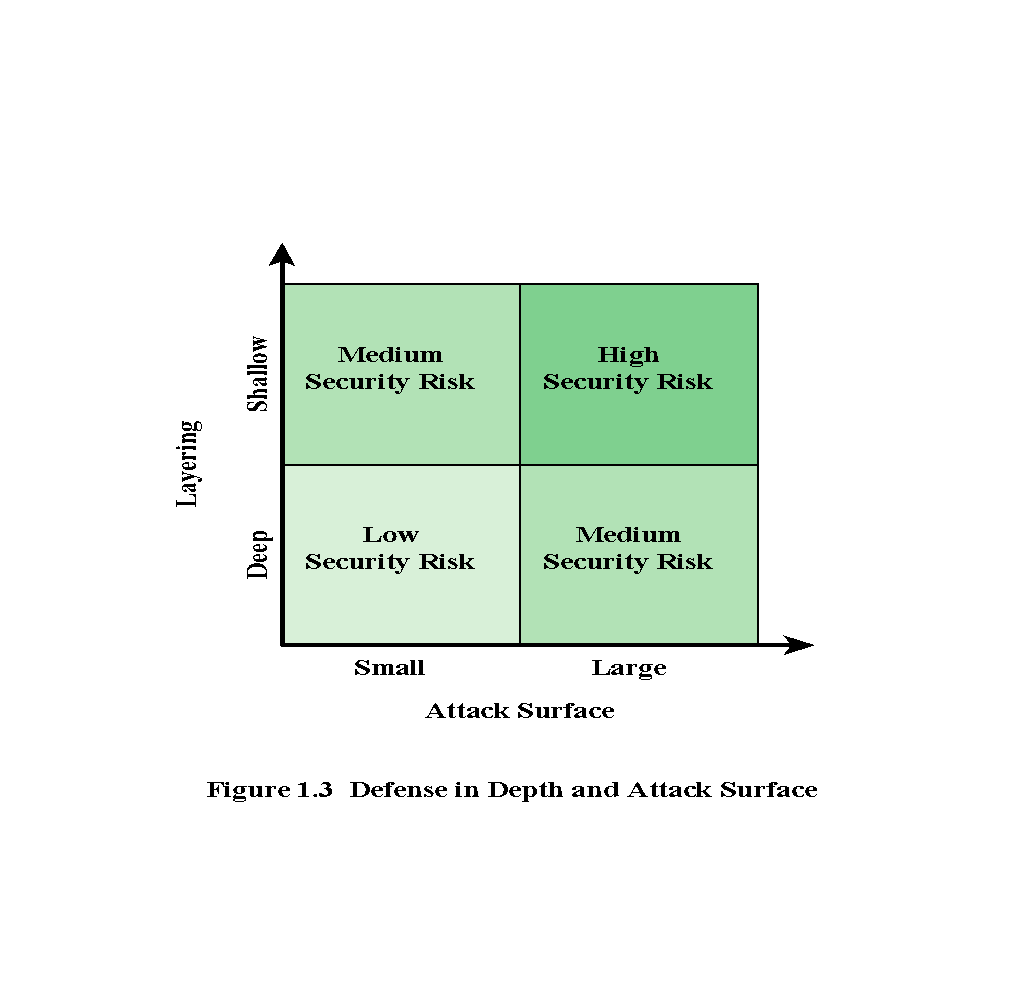 Medium
Security Risk
High
Security Risk
Shallow
Layering
Deep
Low
Security Risk
Medium
Security Risk
Small
Large
Attack Surface
Figure 1.3  Defense in Depth and Attack Surface